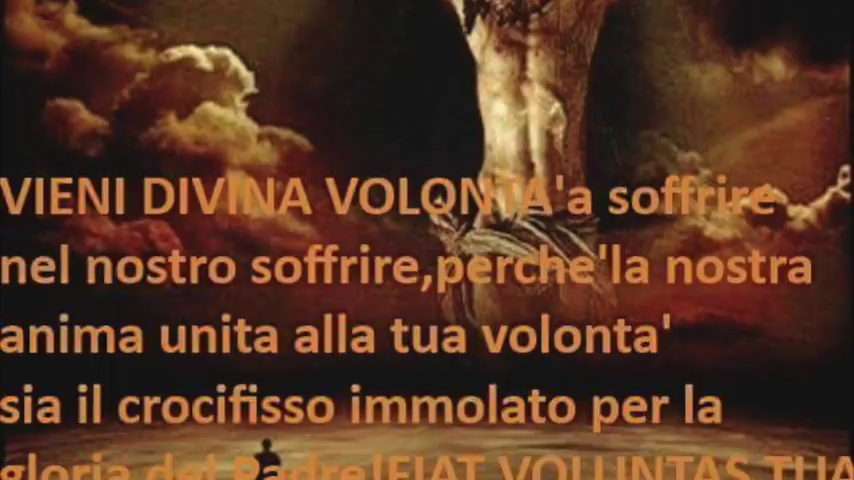 VIENI DIVINA VOLONTA'a soffrire
nel nostro soffrire,perche'la nostra
anima unita alla tua volonta'
sia il crocifisso immolato per la
gloria del Padre!FIAT VOLUNTAS TUA